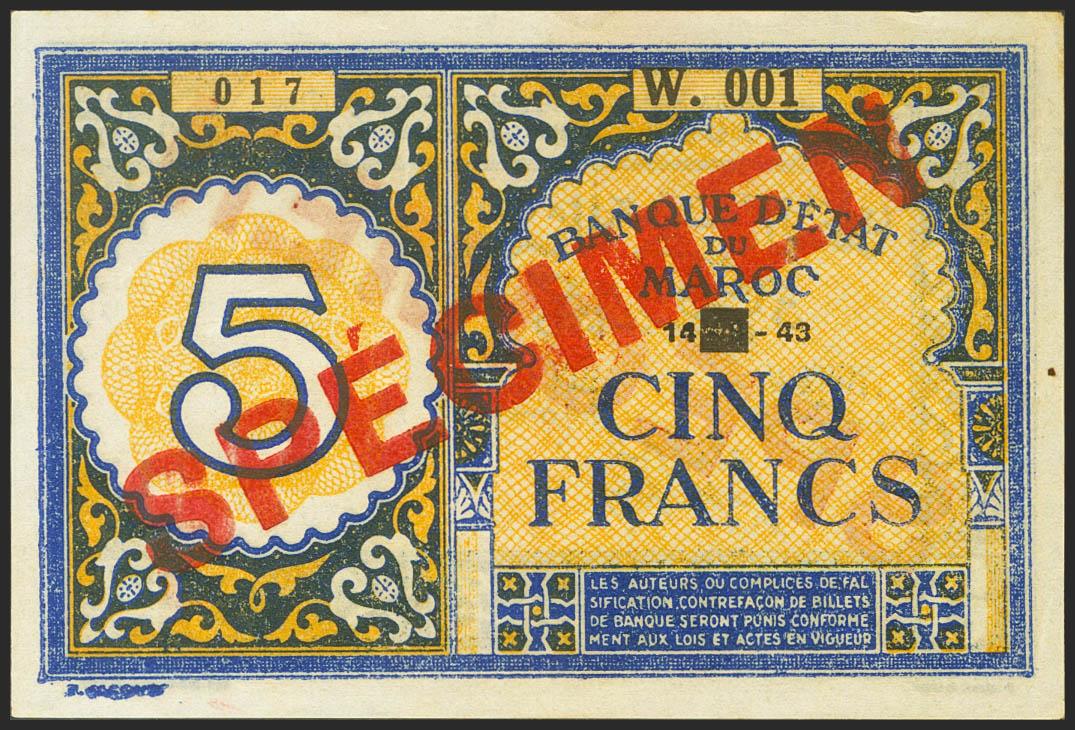 017
W. 001
BANQUE D'ÉTAT
DU
MAROC
14 - 43
CINQ
FRANCS
5
SPÉCIMEN
LES AUTEURS OU COMPLICES DE FAL
SIFICATION, CONTREFAÇON DE BILLETS
DE BANQUE SERONT PUNIS CONFORMÉ
MENT AUX LOIS ET ACTES EN VIGUEUR